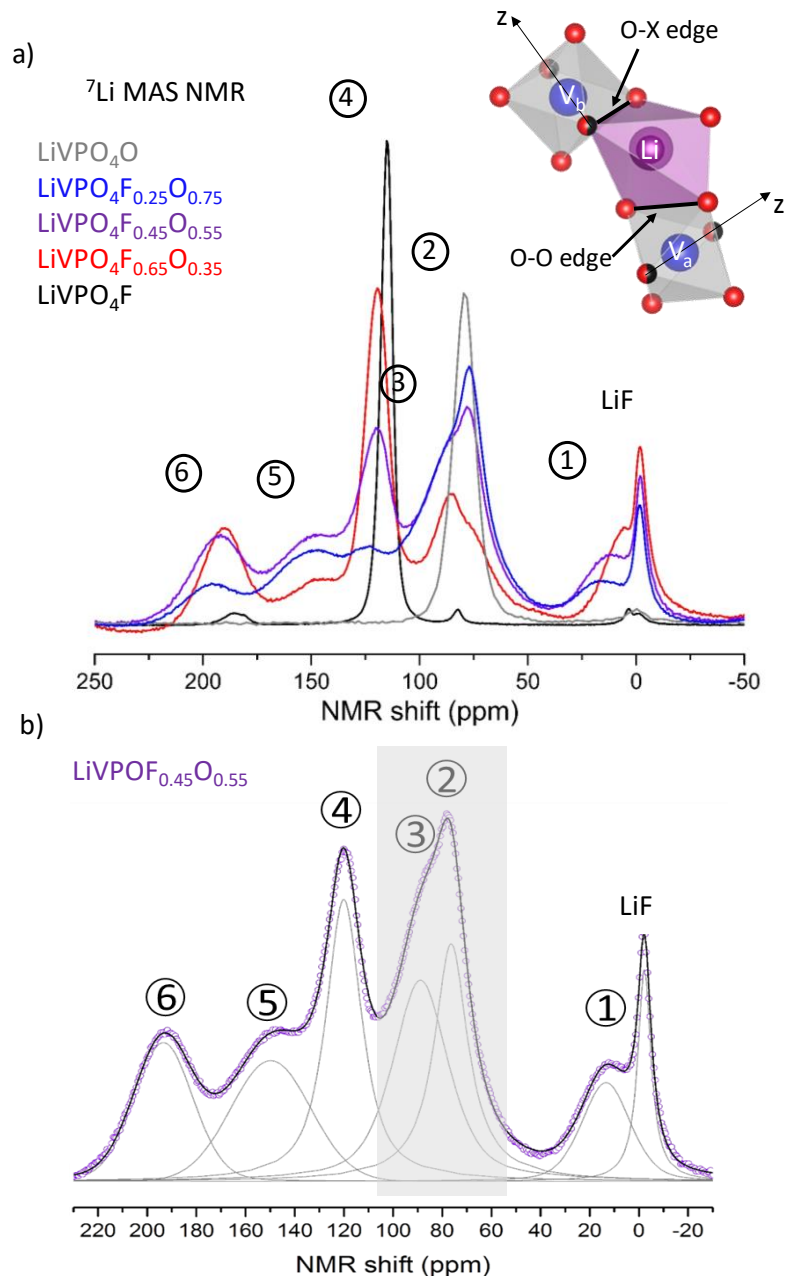 a)
⁷Li MAS NMR
LiVPO₄O
LiVPO₄F₀.₂₅O₀.₇₅
LiVPO₄F₀.₄₅O₀.₅₅
LiVPO₄F₀.₆₅O₀.₃₅
LiVPO₄F
z
O-X edge
V_b
Li
z
V_a
O-O edge
④
②
③
LiF
①
⑥
⑤
250 200 150 100 50 0 -50
NMR shift (ppm)
b)
LiVPOF₀.₄₅O₀.₅₅
②
④
③
LiF
⑥
⑤
①
220 200 180 160 140 120 100 80 60 40 20 0 -20
NMR shift (ppm)